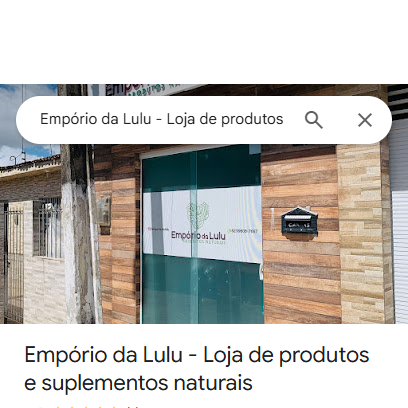 Empório da Lulu - Loja de produtos
Empório da Lulu
Empório da Lulu - Loja de produtos
e suplementos naturais